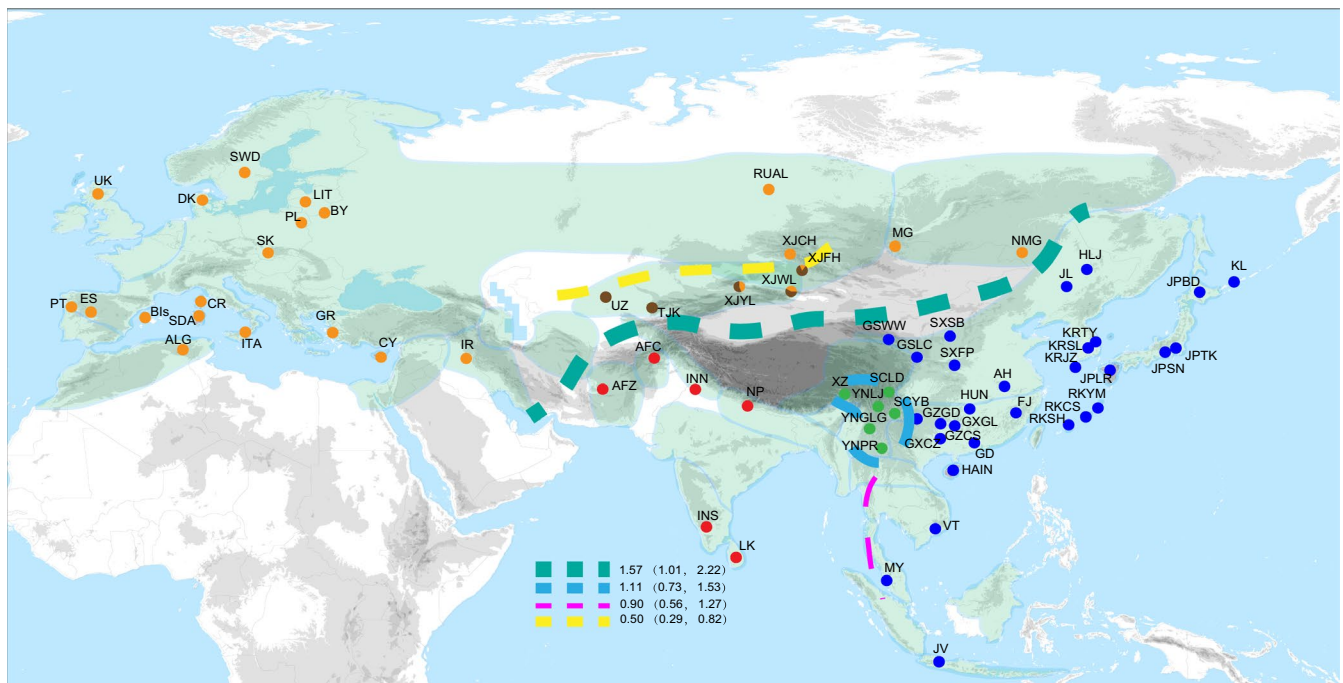 SWD
UK
RUAL
DK
LIT
BY
PL
SK
XJCH
MG
NMG
XJFH
HLJ
XJWL
JL
KL
JPBD
PT
ES
BIs
CR
SDA
UZ
XJYL
TJK
GR
ITA
ALG
CY
IR
AFC
GSWW
SXSB
GSLC
SXFP
KRTY
KRSL
KRJZ
JPTK
JPSN
JPLR
AFZ
INN
NP
XZ
SCLD
YNLJ
SCYB
AH
HUN
FJ
RKYM
RKCS
RKSH
YNGLG
GZGD
GXGL
GZCS
GXCZ
YNPR
GD
HAIN
INS
LK
VT
MY
JV
1.57 (1.01, 2.22)
1.11 (0.73, 1.53)
0.90 (0.56, 1.27)
0.50 (0.29, 0.82)